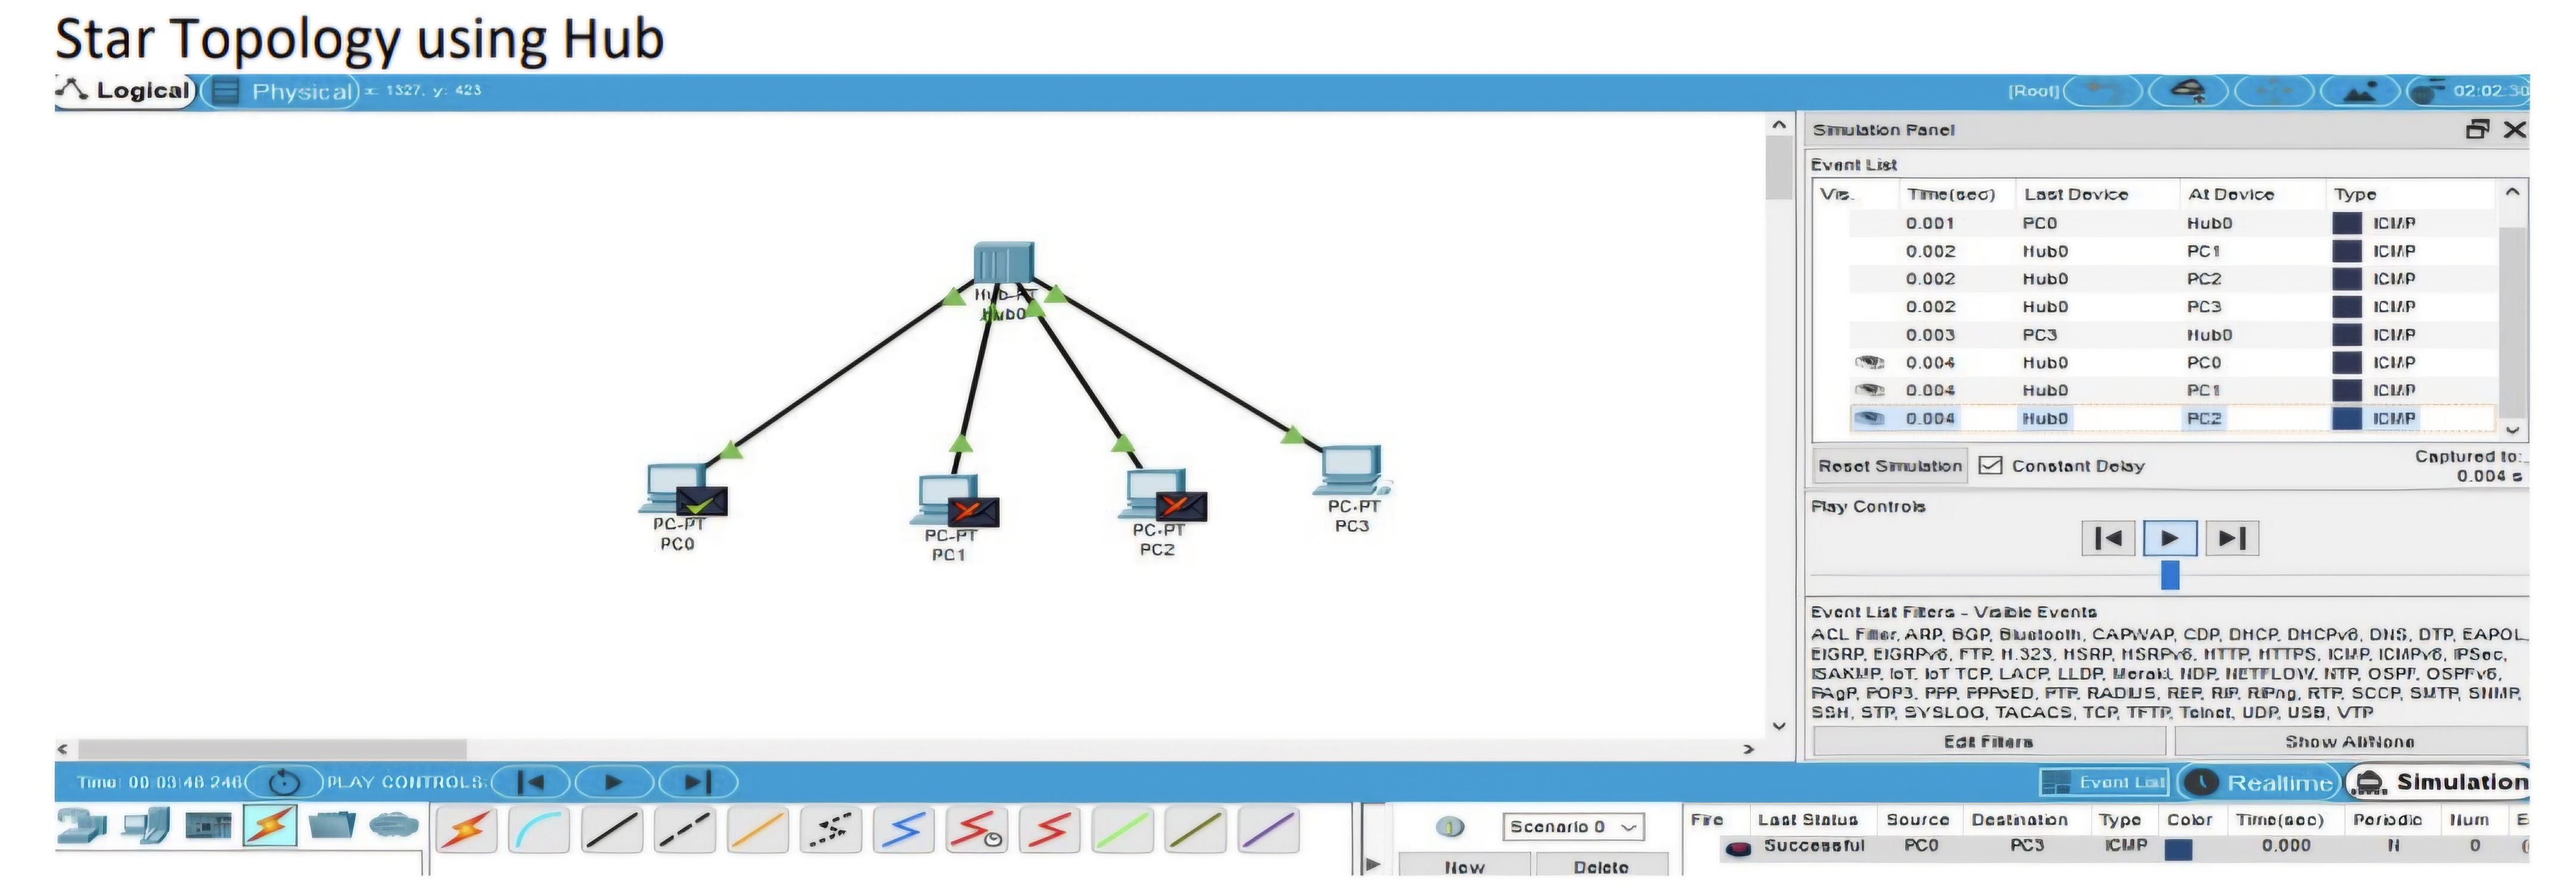 Star Topology using Hub
Logical Physical x: 1327, y: 423 [Root] 02:02:30
Simulation Panel
Event List
Vis. Time(sec) Last Device At Device Type
0.001 PC0 Hub0 ICMP
0.002 Hub0 PC1 ICMP
0.002 Hub0 PC2 ICMP
0.002 Hub0 PC3 ICMP
0.003 PC3 Hub0 ICMP
0.004 Hub0 PC0 ICMP
0.004 Hub0 PC1 ICMP
0.004 Hub0 PC2 ICMP
Reset Simulation Constant Delay Captured to:
0.004 s
Play Controls
Event List Filters - Visible Events
ACL Filter, ARP, BGP, Bluetooth, CAPWAP, CDP, DHCP, DHCPv6, DNS, DTP, EAPOL,
EIGRP, EIGRPv6, FTP, H.323, HSRP, HSRPv6, HTTP, HTTPS, ICMP, ICMPv6, IPSec,
ISAKMP, IoT, IoT TCP, LACP, LLDP, Meraki, NDP, NETFLOW, NTP, OSPF, OSPFv6,
PAgP, POP3, PPP, PPPoED, PTP, RADIUS, REP, RIP, RIPng, RTP, SCCP, SMTP, SNMP,
SSH, STP, SYSLOG, TACACS, TCP, TFTP, Telnet, UDP, USB, VTP
Edit Filters Show All/None
Hub-PT
Hub0
PC-PT
PC0
PC-PT
PC1
PC-PT
PC2
PC-PT
PC3
Time: 00:03:48.246 PLAY CONTROLS: Event List Realtime Simulation
Scenario 0
New Delete
Fire Last Status Source Destination Type Color Time(sec) Periodic Num
Successful PC0 PC3 ICMP 0.000 N 0